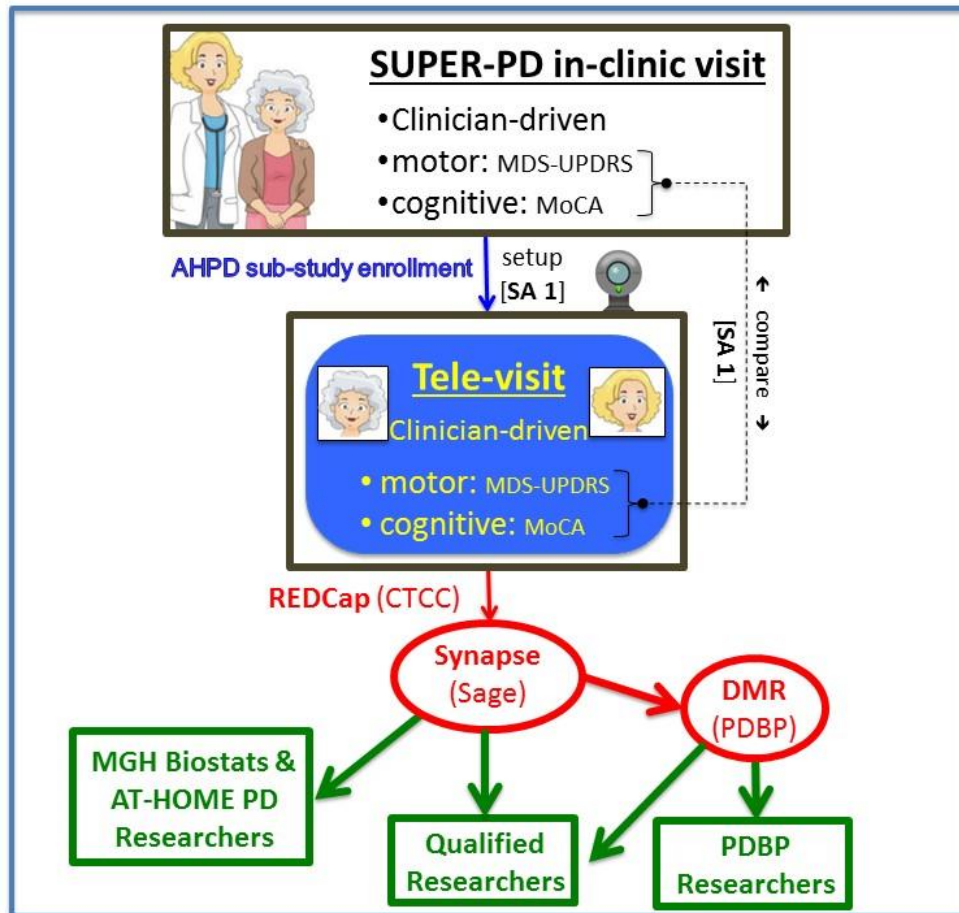 SUPER-PD in-clinic visit
•Clinician-driven
• motor: MDS-UPDRS
• cognitive: MoCA
AHPD sub-study enrollment
setup
[SA 1]
← compare →
[SA 1]
Tele-visit
Clinician-driven
• motor: MDS-UPDRS
• cognitive: MoCA
REDCap (CTCC)
Synapse
(Sage)
DMR
(PDBP)
MGH Biostats &
AT-HOME PD
Researchers
Qualified
Researchers
PDBP
Researchers